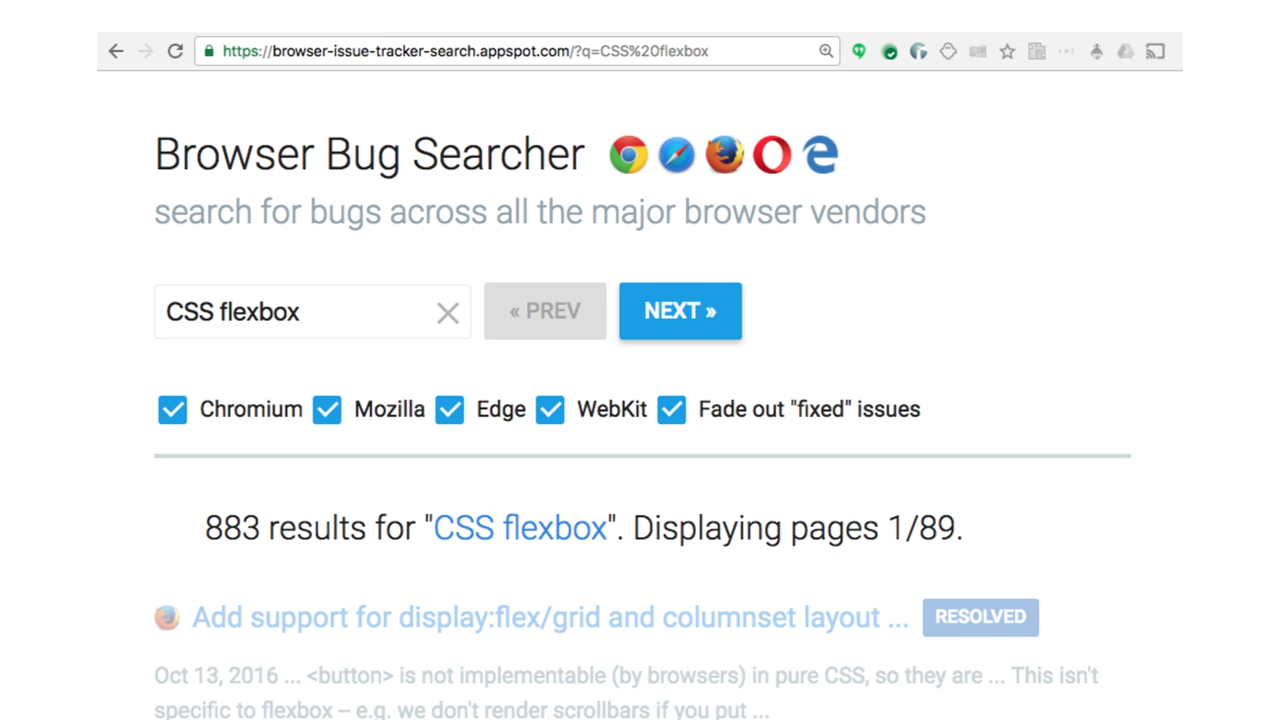 https://browser-issue-tracker-search.appspot.com/?q=CSS%20flexbox
Browser Bug Searcher
search for bugs across all the major browser vendors
CSS flexbox
« PREV
NEXT »
Chromium Mozilla Edge WebKit Fade out "fixed" issues
883 results for "CSS flexbox". Displaying pages 1/89.
Add support for display:flex/grid and columnset layout ... RESOLVED
Oct 13, 2016 ... <button> is not implementable (by browsers) in pure CSS, so they are ... This isn't
specific to flexbox – e.g. we don't render scrollbars if you put ...